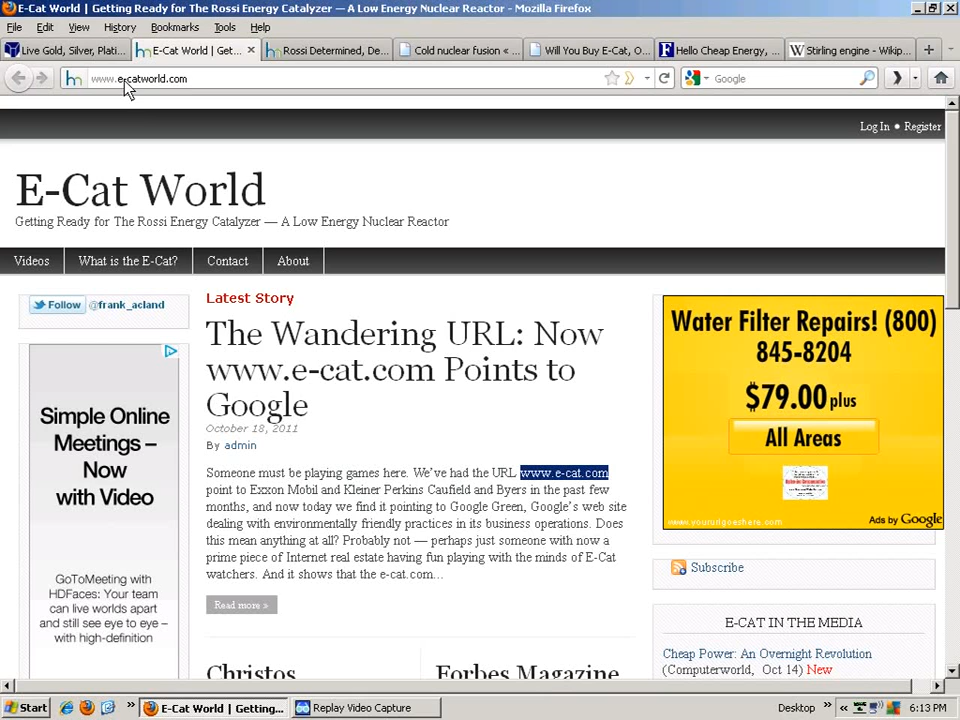 E-Cat World | Getting Ready for The Rossi Energy Catalyzer — A Low Energy Nuclear Reactor - Mozilla Firefox
File Edit View History Bookmarks Tools Help
Live Gold, Silver, Plati... E-Cat World | Get... Rossi Determined, De... Cold nuclear fusion « ... Will You Buy E-Cat, O... Hello Cheap Energy, ... Stirling engine - Wikip...
www.e-catworld.com Google
Log In • Register
E-Cat World
Getting Ready for The Rossi Energy Catalyzer — A Low Energy Nuclear Reactor
Videos What is the E-Cat? Contact About
Follow @frank_acland
Simple Online
Meetings –
Now
with Video
GoToMeeting with
HDFaces: Your team
can live worlds apart
and still see eye to eye –
with high-definition
Latest Story
The Wandering URL: Now
www.e-cat.com Points to
Google
October 18, 2011
By admin
Someone must be playing games here. We've had the URL www.e-cat.com
point to Exxon Mobil and Kleiner Perkins Caufield and Byers in the past few
months, and now today we find it pointing to Google Green, Google's web site
dealing with environmentally friendly practices in its business operations. Does
this mean anything at all? Probably not — perhaps just someone with now a
prime piece of Internet real estate having fun playing with the minds of E-Cat
watchers. And it shows that the e-cat.com...
Read more »
Christos
Forbes Magazine
Water Filter Repairs! (800)
845-8204
$79.00 plus
All Areas
www.yoururlgoeshere.com
Ads by Google
Subscribe
E-CAT IN THE MEDIA
Cheap Power: An Overnight Revolution
(Computerworld, Oct 14) New
Start E-Cat World | Getting... Replay Video Capture Desktop 6:13 PM